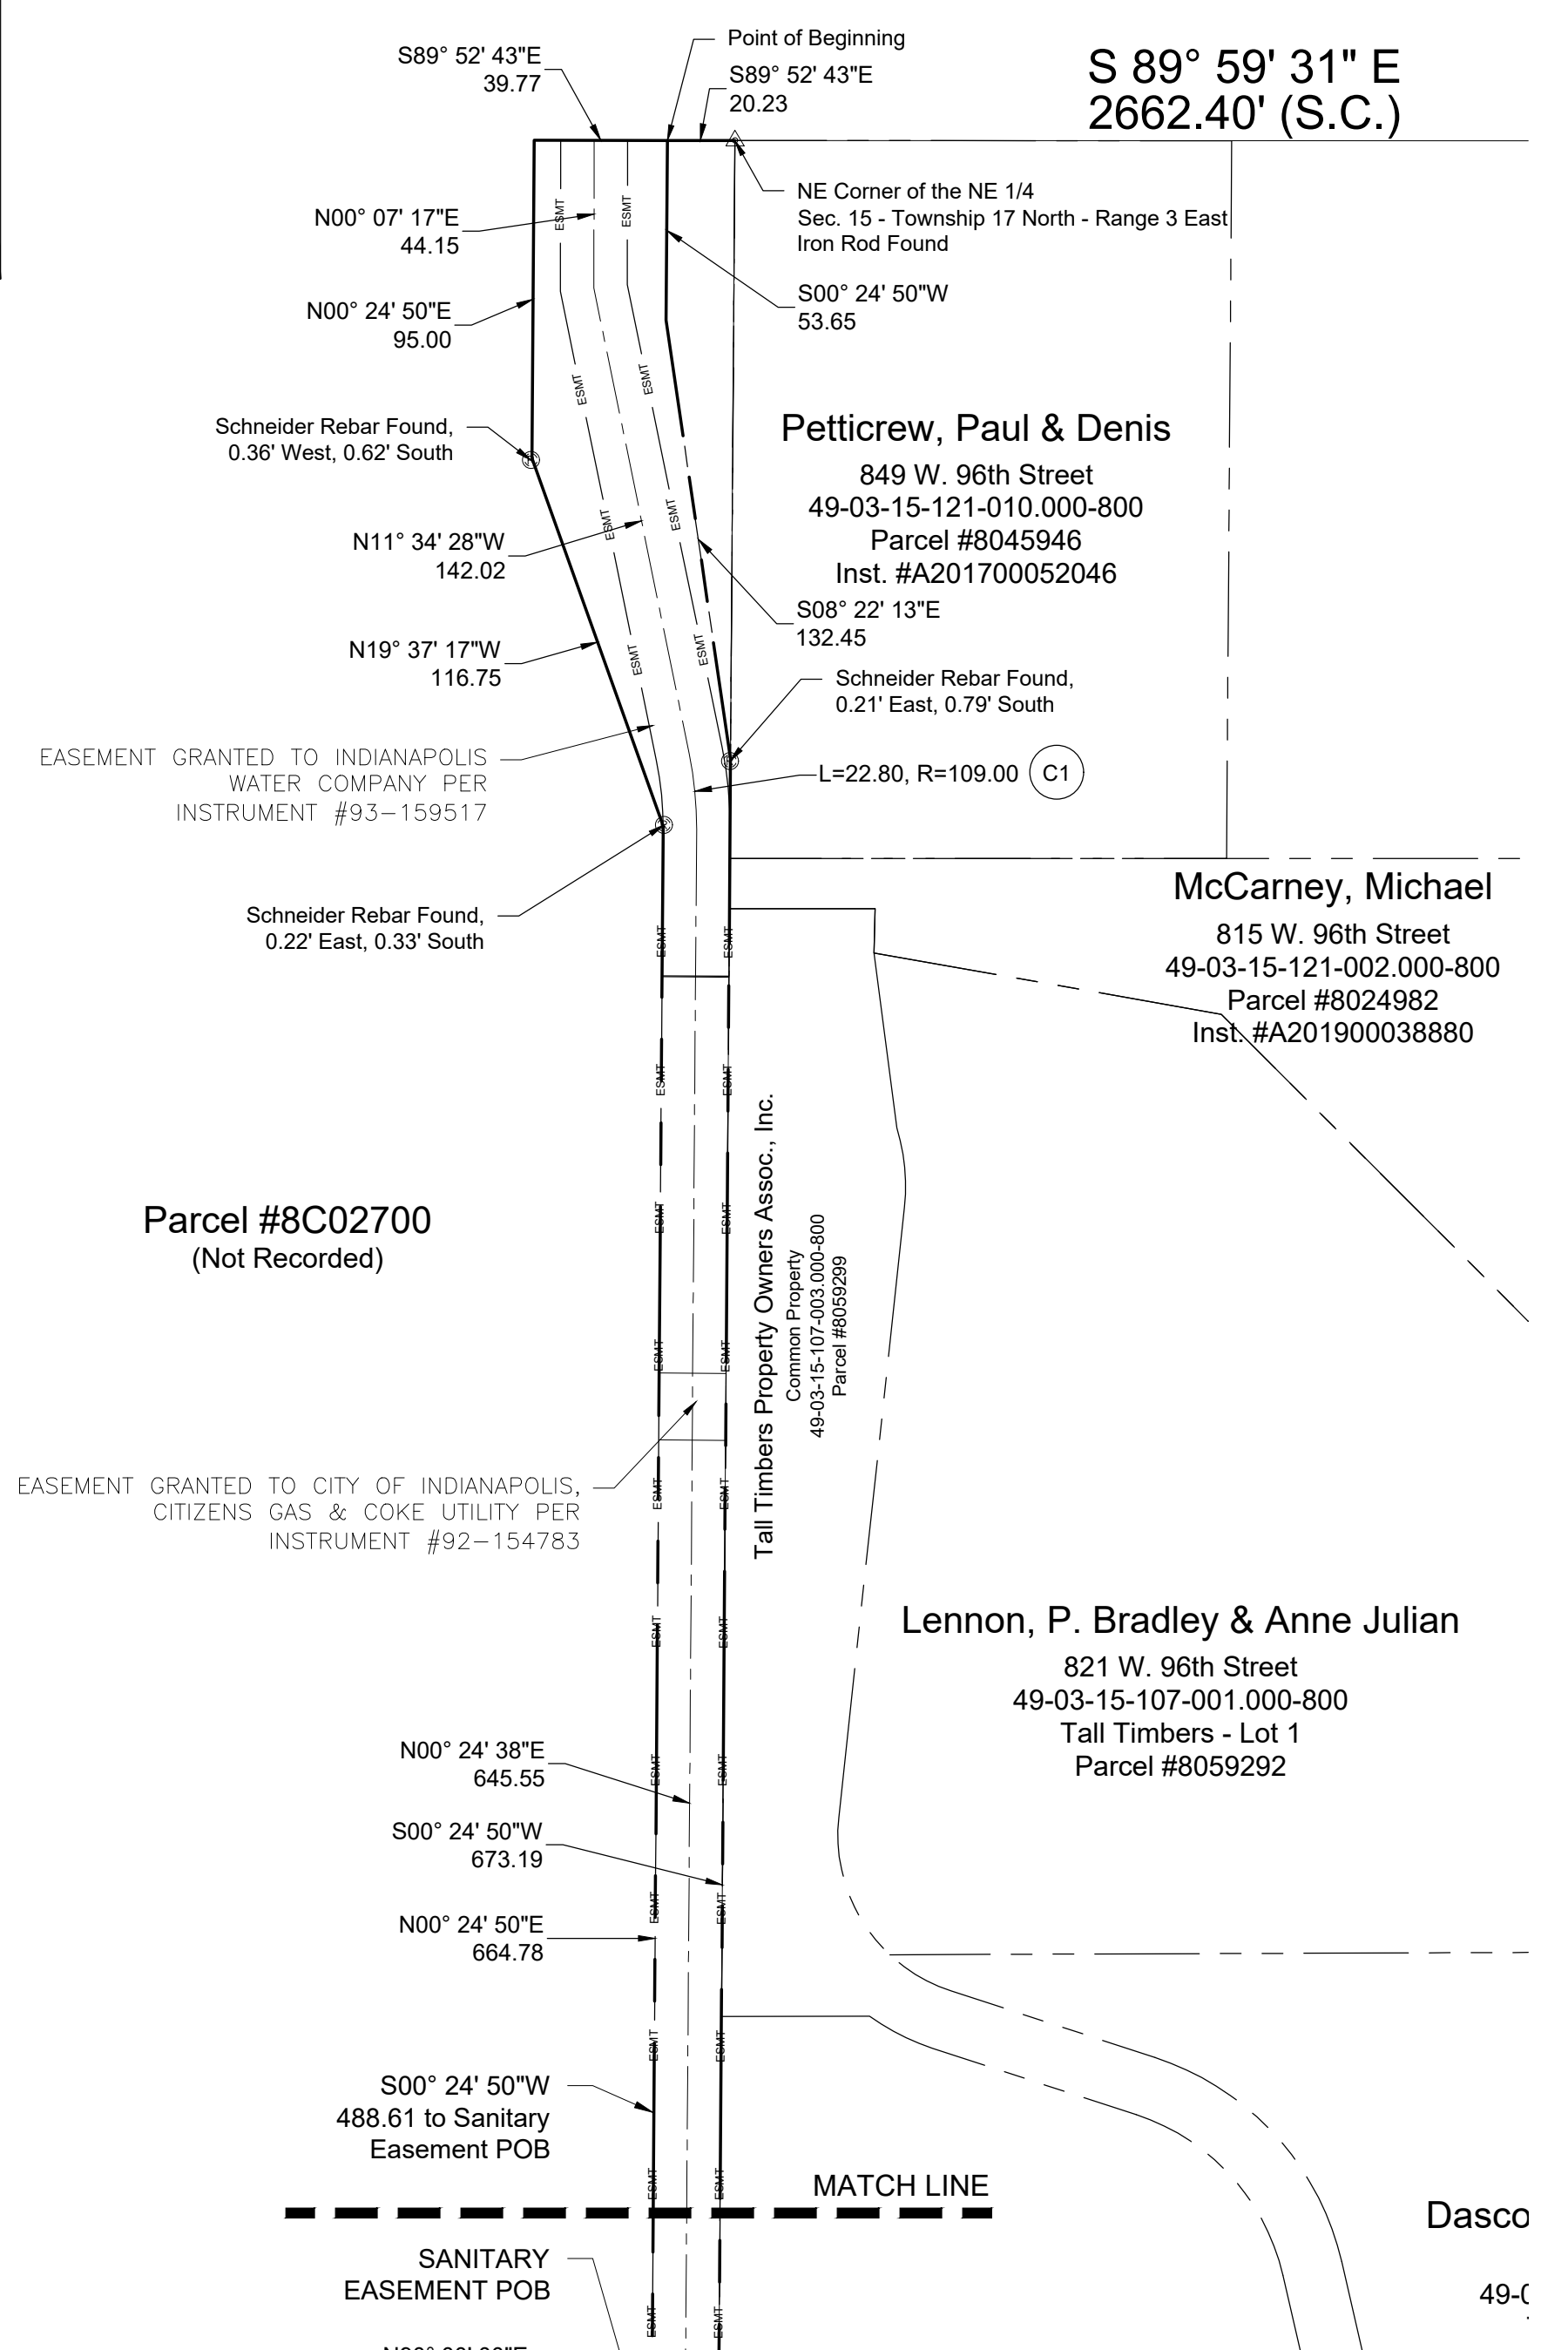 Point of Beginning
S89° 52' 43"E
39.77
S89° 52' 43"E
20.23
S 89° 59' 31" E
2662.40' (S.C.)
NE Corner of the NE 1/4
Sec. 15 - Township 17 North - Range 3 East
Iron Rod Found
N00° 07' 17"E
44.15
ESMT
ESMT
S00° 24' 50"W
53.65
N00° 24' 50"E
95.00
ESMT
ESMT
Schneider Rebar Found,
0.36' West, 0.62' South
Petticrew, Paul & Denis
849 W. 96th Street
49-03-15-121-010.000-800
Parcel #8045946
Inst. #A201700052046
N11° 34' 28"W
142.02
ESMT
ESMT
S08° 22' 13"E
132.45
N19° 37' 17"W
116.75
ESMT
ESMT
Schneider Rebar Found,
0.21' East, 0.79' South
EASEMENT GRANTED TO INDIANAPOLIS
WATER COMPANY PER
INSTRUMENT #93-159517
L=22.80, R=109.00
C1
McCarney, Michael
815 W. 96th Street
49-03-15-121-002.000-800
Parcel #8024982
Inst. #A201900038880
Schneider Rebar Found,
0.22' East, 0.33' South
ESMT
ESMT
ESMT
ESMT
Tall Timbers Property Owners Assoc., Inc.
Common Property
49-03-15-107-003.000-800
Parcel #8059299
Parcel #8C02700
(Not Recorded)
ESMT
ESMT
ESMT
ESMT
EASEMENT GRANTED TO CITY OF INDIANAPOLIS,
CITIZENS GAS & COKE UTILITY PER
INSTRUMENT #92-154783
ESMT
ESMT
ESMT
ESMT
Lennon, P. Bradley & Anne Julian
821 W. 96th Street
49-03-15-107-001.000-800
Tall Timbers - Lot 1
Parcel #8059292
N00° 24' 38"E
645.55
ESMT
ESMT
S00° 24' 50"W
673.19
N00° 24' 50"E
664.78
ESMT
ESMT
ESMT
ESMT
S00° 24' 50"W
488.61 to Sanitary
Easement POB
ESMT
ESMT
MATCH LINE
Dasco
SANITARY
EASEMENT POB
ESMT
ESMT